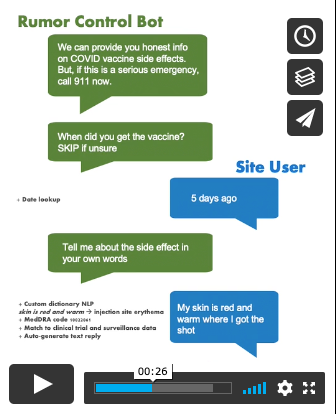 Rumor Control Bot
We can provide you honest info
on COVID vaccine side effects.
But, if this is a serious emergency,
call 911 now.
When did you get the vaccine?
SKIP if unsure
Site User
+ Date lookup
5 days ago
Tell me about the side effect in
your own words
+ Custom dictionary NLP
skin is red and warm → injection site erythema
+ MedDRA code 10022061
+ Match to clinical trial and surveillance data
+ Auto-generate text reply
My skin is red and
warm where I got the
shot
00:26